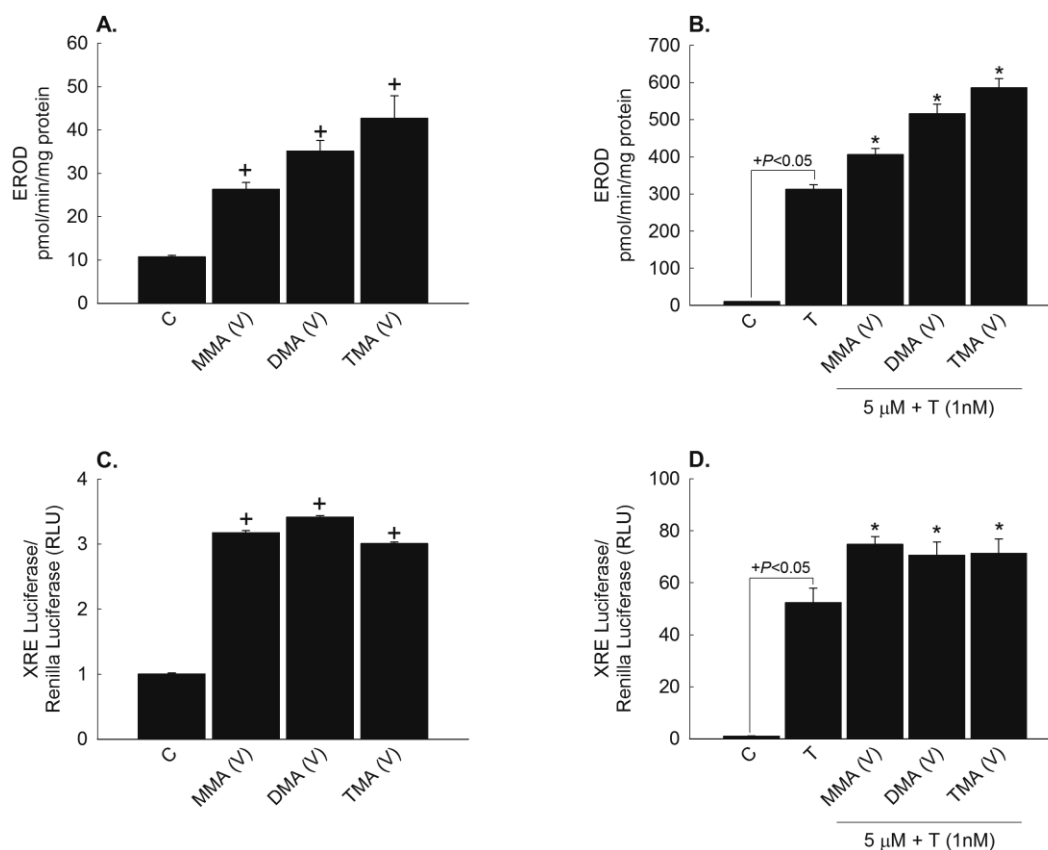 A.
EROD
pmol/min/mg protein
60
50
40
30
20
10
0
+
+
+
C
MMA (V)
DMA (V)
TMA (V)
B.
EROD
pmol/min/mg protein
700
600
500
400
300
200
100
0
+P<0.05
*
*
*
C
T
MMA (V)
DMA (V)
TMA (V)
5 μM + T (1nM)
C.
XRE Luciferase/
Renilla Luciferase (RLU)
4
3
2
1
0
+
+
+
C
MMA (V)
DMA (V)
TMA (V)
D.
XRE Luciferase/
Renilla Luciferase (RLU)
100
80
60
40
20
0
+P<0.05
*
*
*
C
T
MMA (V)
DMA (V)
TMA (V)
5 μM + T (1nM)